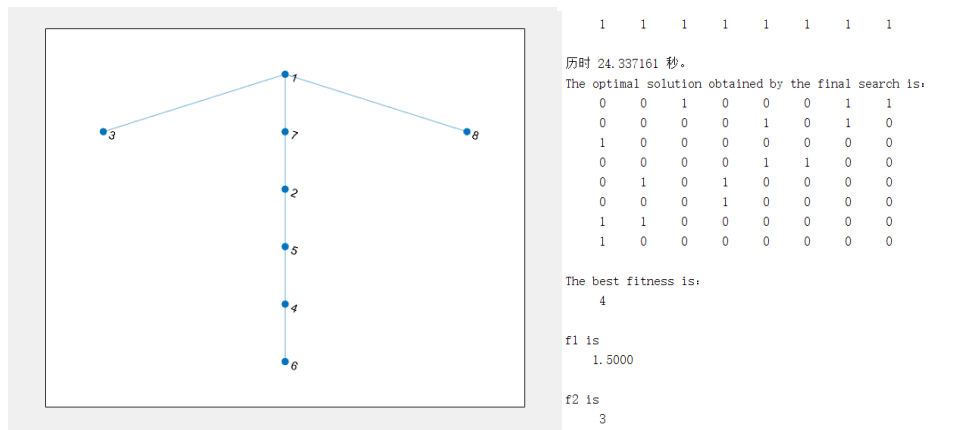 1
3
7
8
2
5
4
6
1 1 1 1 1 1 1 1
历时 24.337161 秒。
The optimal solution obtained by the final search is:
0 0 1 0 0 0 1 1
0 0 0 0 1 0 1 0
1 0 0 0 0 0 0 0
0 0 0 0 1 1 0 0
0 1 0 1 0 0 0 0
0 0 0 1 0 0 0 0
1 1 0 0 0 0 0 0
1 0 0 0 0 0 0 0
The best fitness is:
4
f1 is
1.5000
f2 is
3